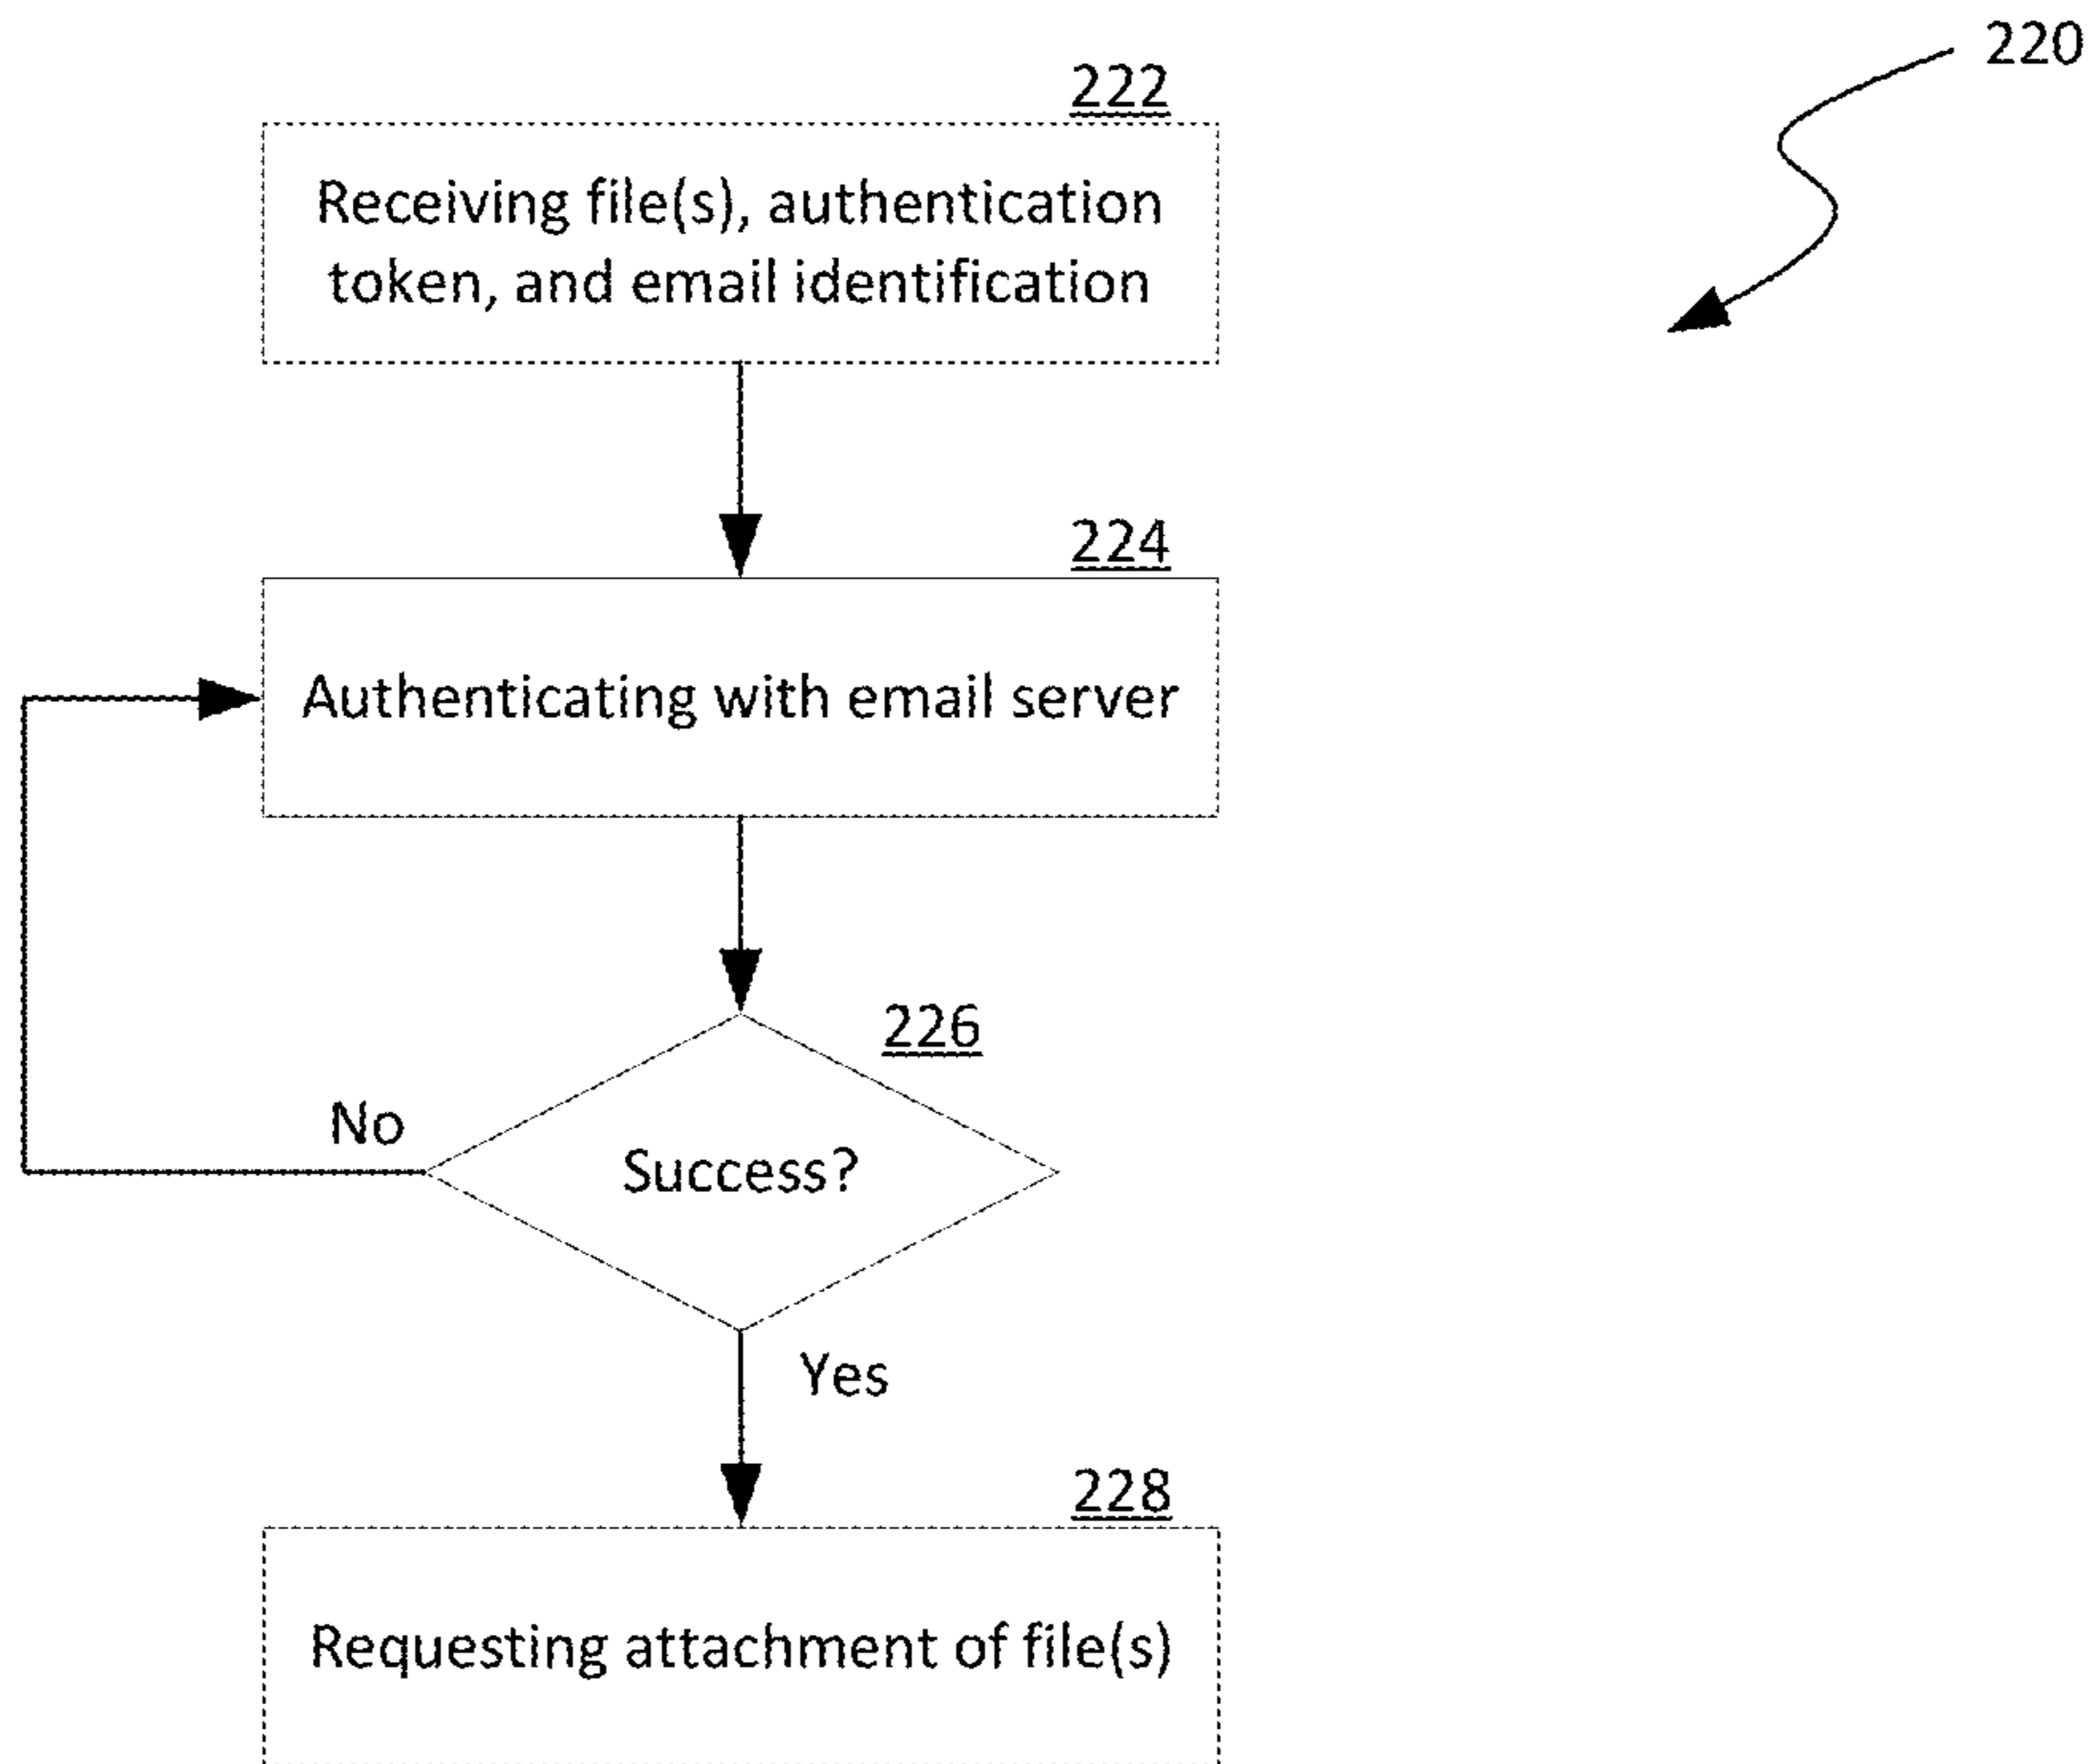 220
222
Receiving file(s), authentication
token, and email identification
224
Authenticating with email server
226
Success?
No
Yes
228
Requesting attachment of file(s)